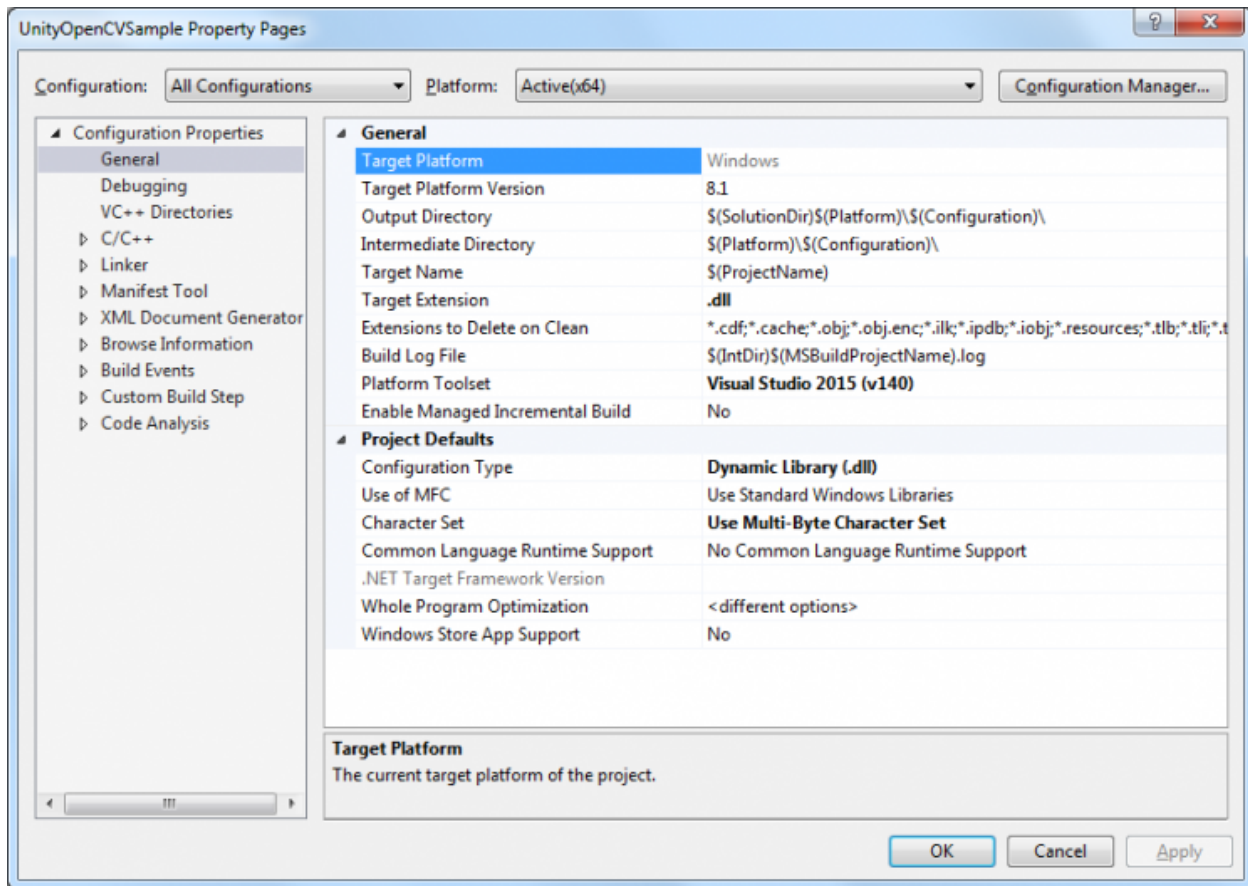 UnityOpenCVSample Property Pages
Configuration: All Configurations Platform: Active(x64) Configuration Manager...
Configuration Properties
General
Debugging
VC++ Directories
C/C++
Linker
Manifest Tool
XML Document Generator
Browse Information
Build Events
Custom Build Step
Code Analysis
General
Target Platform Windows
Target Platform Version 8.1
Output Directory $(SolutionDir)$(Platform)\$(Configuration)\
Intermediate Directory $(Platform)\$(Configuration)\
Target Name $(ProjectName)
Target Extension .dll
Extensions to Delete on Clean *.cdf;*.cache;*.obj;*.obj.enc;*.ilk;*.ipdb;*.iobj;*.resources;*.tlb;*.tli;*.t
Build Log File $(IntDir)$(MSBuildProjectName).log
Platform Toolset Visual Studio 2015 (v140)
Enable Managed Incremental Build No
Project Defaults
Configuration Type Dynamic Library (.dll)
Use of MFC Use Standard Windows Libraries
Character Set Use Multi-Byte Character Set
Common Language Runtime Support No Common Language Runtime Support
.NET Target Framework Version
Whole Program Optimization <different options>
Windows Store App Support No
Target Platform
The current target platform of the project.
OK Cancel Apply